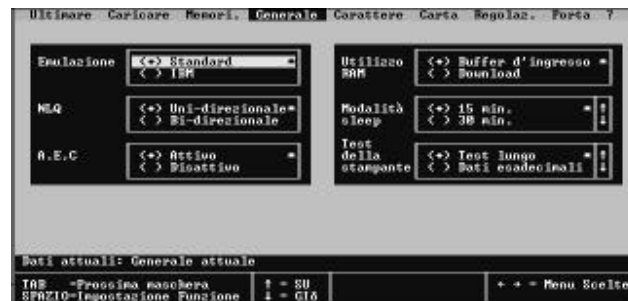 Ultimare Caricare Memori. Generale Carattere Carta Regolaz. Porta ?
Emulazione
(•) Standard *
( ) IBM
NLQ
(•) Uni-direzionale*
( ) Bi-direzionale
A.E.C
(•) Attivo *
( ) Disattivo
Utilizzo
RAM
(•) Buffer d'ingresso *
( ) Download
Modalità
sleep
(•) 15 min. * ↑
( ) 30 min. ↓
Test
della
stampante
(•) Test lungo * ↑
( ) Dati esadecimali ↓
Dati attuali: Generale attuale
TAB =Prossima maschera ↑ = SU ← → = Menu Scelte
SPAZIO=Impostazione Funzione ↓ = GIù